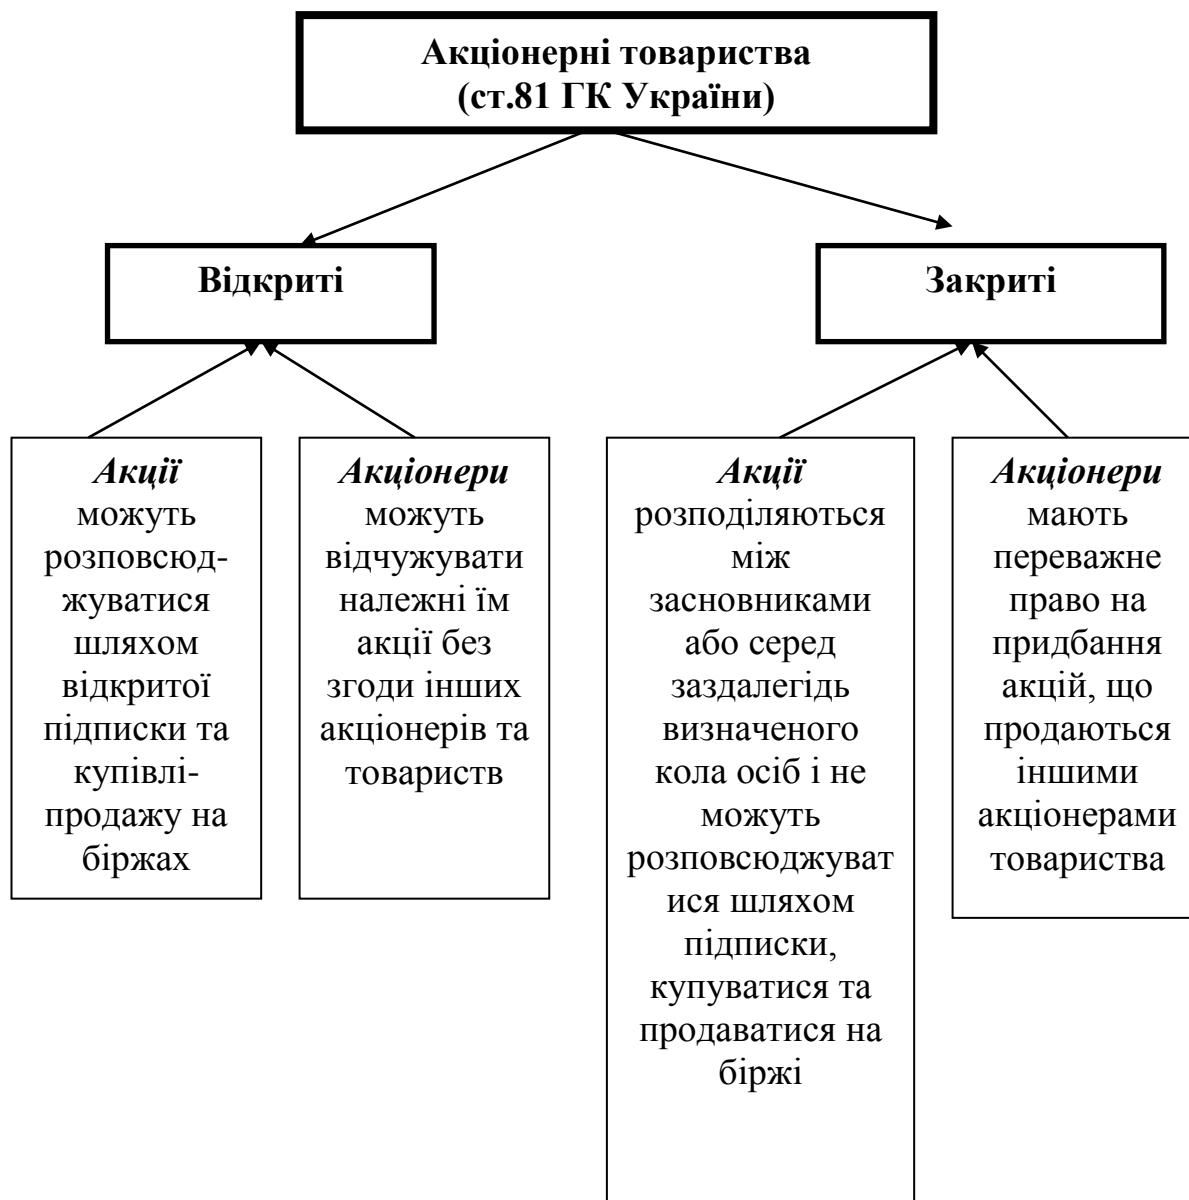 Акціонерні товариства
(ст.81 ГК України)
Відкриті
Закриті
Акції
можуть
розповсюд-
жуватися
шляхом
відкритої
підписки та
купівлі-
продажу на
біржах
Акціонери
можуть
відчужувати
належні їм
акції без
згоди інших
акціонерів та
товариств
Акції
розподіляються
між
засновниками
або серед
заздалегідь
визначеного
кола осіб і не
можуть
розповсюджуват
ися шляхом
підписки,
купуватися та
продаватися на
біржі
Акціонери
мають
переважне
право на
придбання
акцій, що
продаються
іншими
акціонерами
товариства